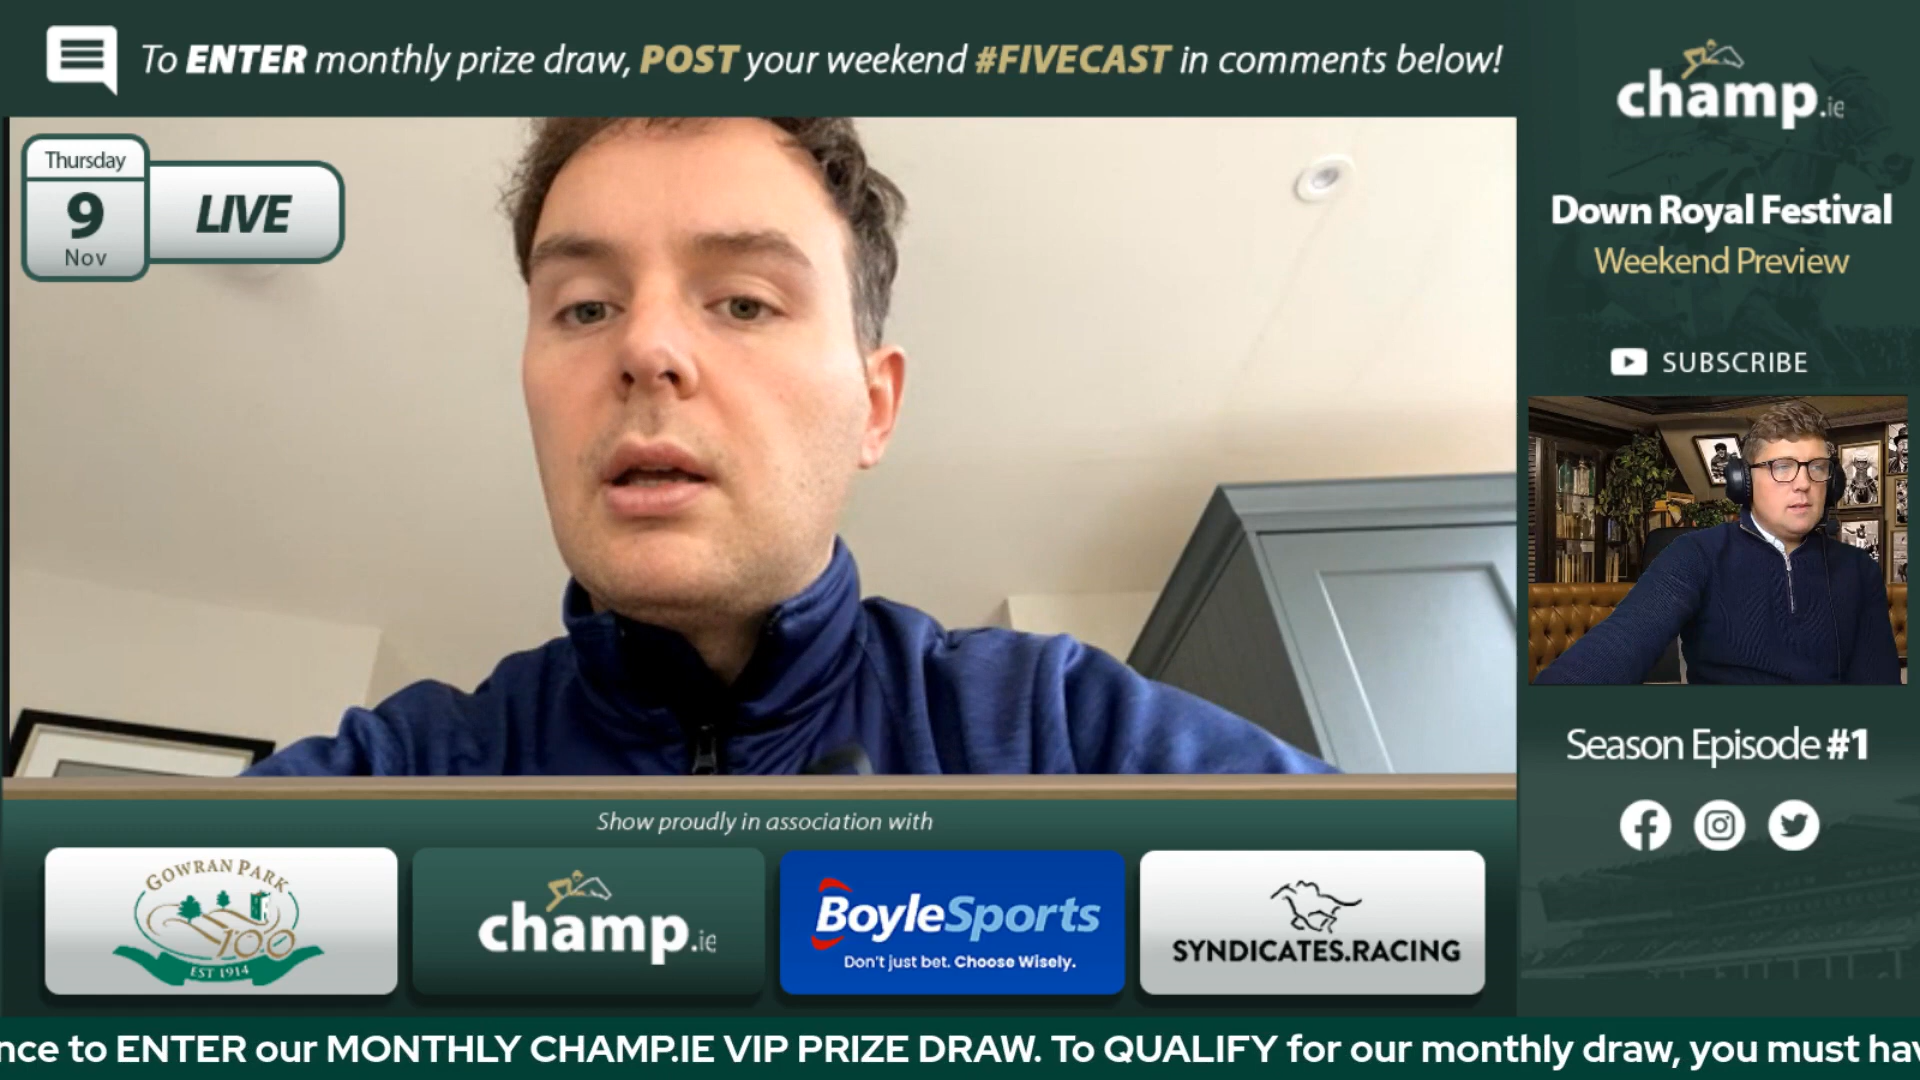 To ENTER monthly prize draw, POST your weekend #FIVECAST in comments below!
Thursday
9
Nov
LIVE
champ.ie
Down Royal Festival
Weekend Preview
SUBSCRIBE
Season Episode #1
Show proudly in association with
GOWRAN PARK
100
EST 1914
champ.ie
BoyleSports
Don't just bet. Choose Wisely.
SYNDICATES.RACING
nce to ENTER our MONTHLY CHAMP.IE VIP PRIZE DRAW. To QUALIFY for our monthly draw, you must hav